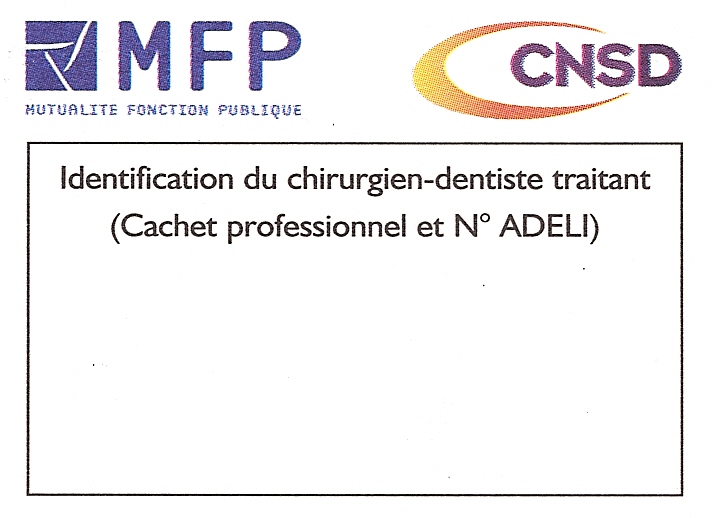 MFP
MUTUALITE FONCTION PUBLIQUE
CNSD
Identification du chirurgien-dentiste traitant
(Cachet professionnel et N° ADELI)